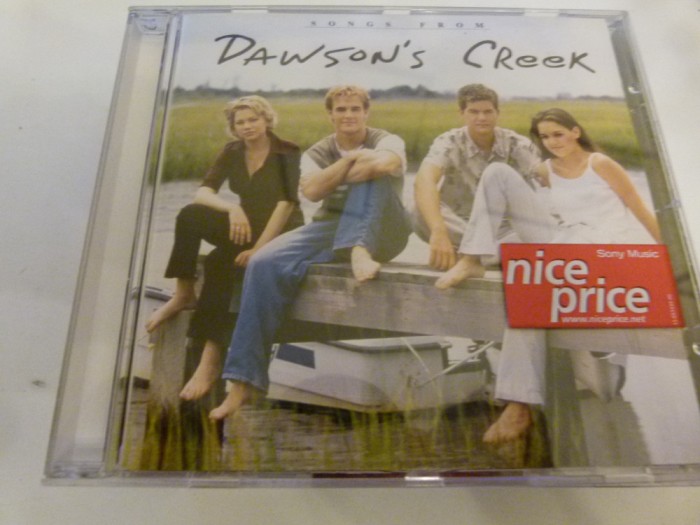 SONGS FROM
DAWSON'S CREEK
Sony Music
nice
price
www.niceprice.net